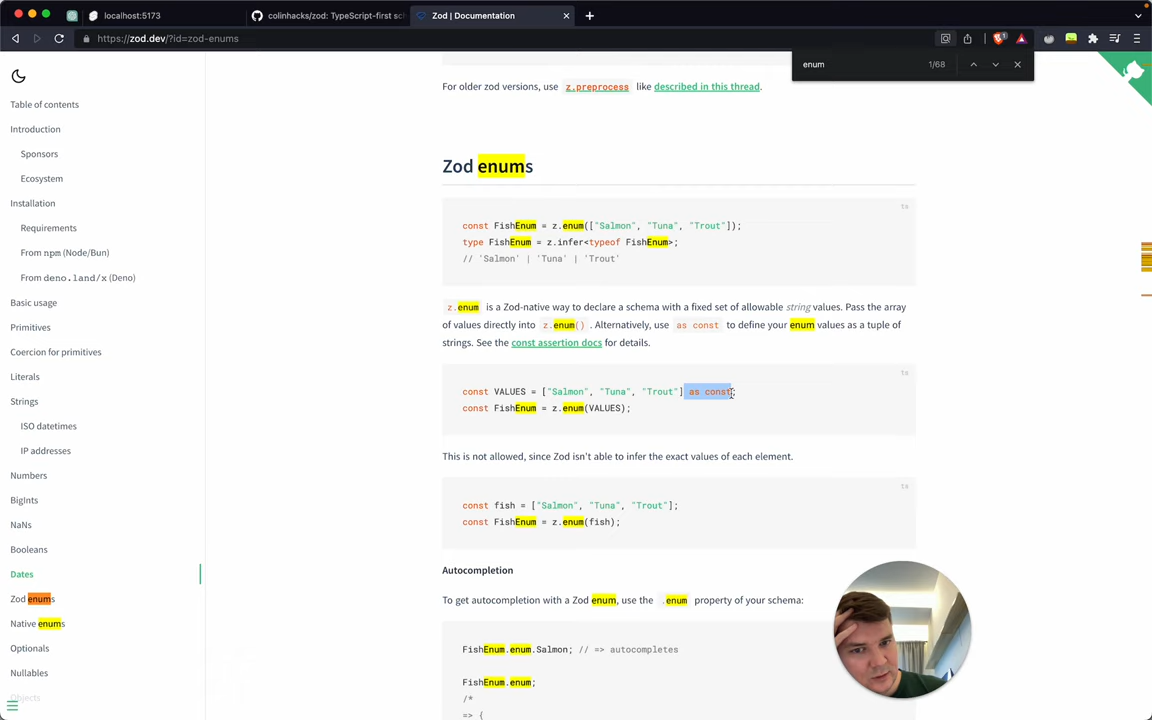 localhost:5173
colinhacks/zod: TypeScript-first sc
Zod | Documentation
https://zod.dev/?id=zod-enums
enum
1/68
Table of contents
Introduction
Sponsors
Ecosystem
Installation
Requirements
From npm (Node/Bun)
From deno.land/x (Deno)
Basic usage
Primitives
Coercion for primitives
Literals
Strings
ISO datetimes
IP addresses
Numbers
BigInts
NaNs
Booleans
Dates
Zod enums
Native enums
Optionals
Nullables
Objects
For older zod versions, use z.preprocess like described in this thread.
Zod enums
ts
const FishEnum = z.enum(["Salmon", "Tuna", "Trout"]);
type FishEnum = z.infer<typeof FishEnum>;
// 'Salmon' | 'Tuna' | 'Trout'
z.enum is a Zod-native way to declare a schema with a fixed set of allowable string values. Pass the array
of values directly into z.enum() . Alternatively, use as const to define your enum values as a tuple of
strings. See the const assertion docs for details.
ts
const VALUES = ["Salmon", "Tuna", "Trout"] as const;
const FishEnum = z.enum(VALUES);
This is not allowed, since Zod isn't able to infer the exact values of each element.
ts
const fish = ["Salmon", "Tuna", "Trout"];
const FishEnum = z.enum(fish);
Autocompletion
To get autocompletion with a Zod enum, use the .enum property of your schema:
FishEnum.enum.Salmon; // => autocompletes
FishEnum.enum;
/*
=> {